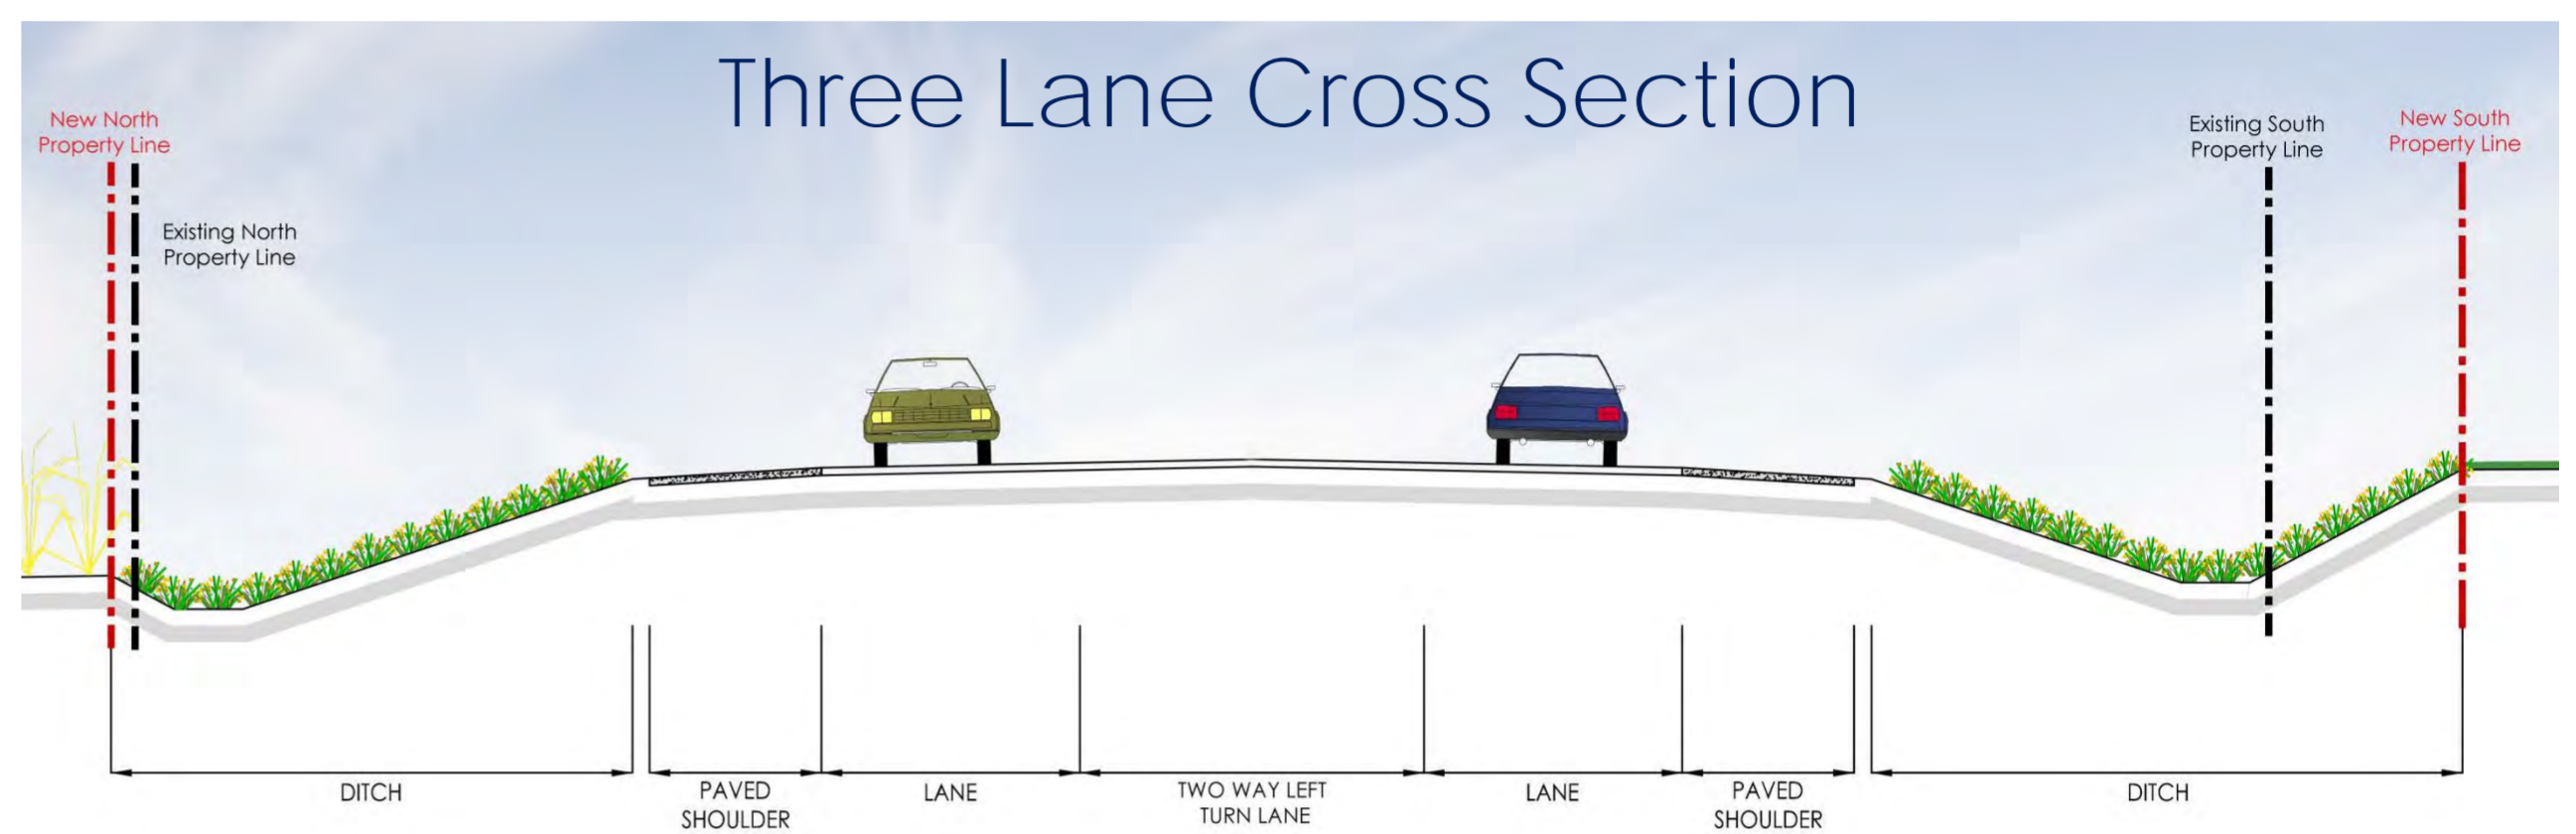 Three Lane Cross Section
New North
Property Line
Existing North
Property Line
Existing South
Property Line
New South
Property Line
DITCH
PAVED
SHOULDER
LANE
TWO WAY LEFT
TURN LANE
LANE
PAVED
SHOULDER
DITCH